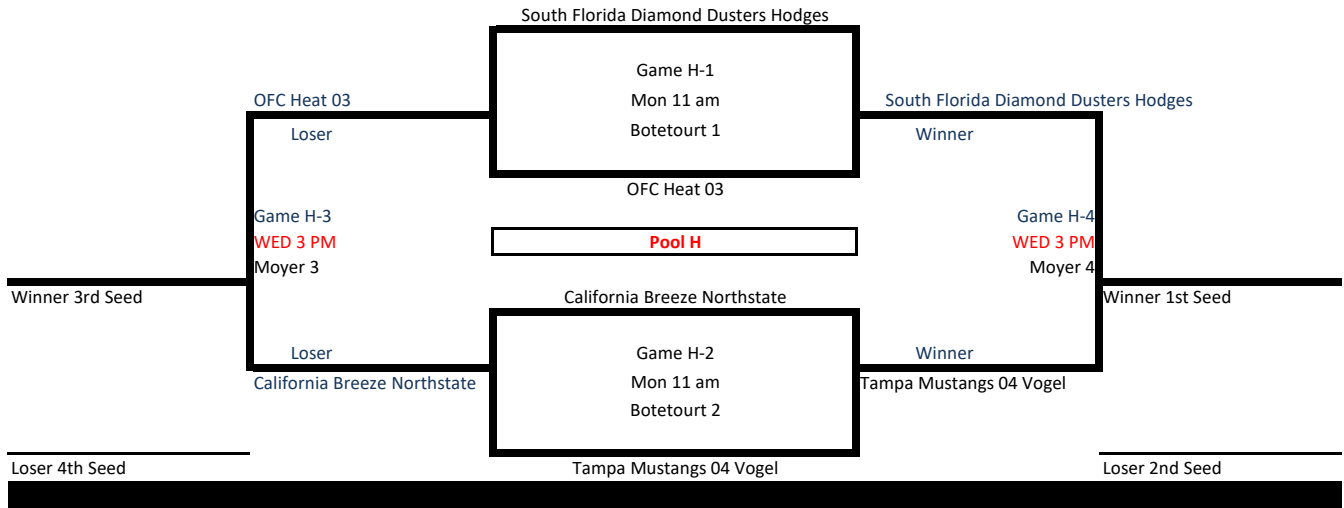 South Florida Diamond Dusters Hodges
Game H-1
OFC Heat 03
Mon 11 am
South Florida Diamond Dusters Hodges
Loser
Botetourt 1
Winner
OFC Heat 03
Game H-3
Game H-4
WED 3 PM
Pool H
WED 3 PM
Moyer 3
Moyer 4
Winner 3rd Seed
California Breeze Northstate
Winner 1st Seed
Loser
Game H-2
Winner
California Breeze Northstate
Mon 11 am
Tampa Mustangs 04 Vogel
Botetourt 2
Loser 4th Seed
Tampa Mustangs 04 Vogel
Loser 2nd Seed